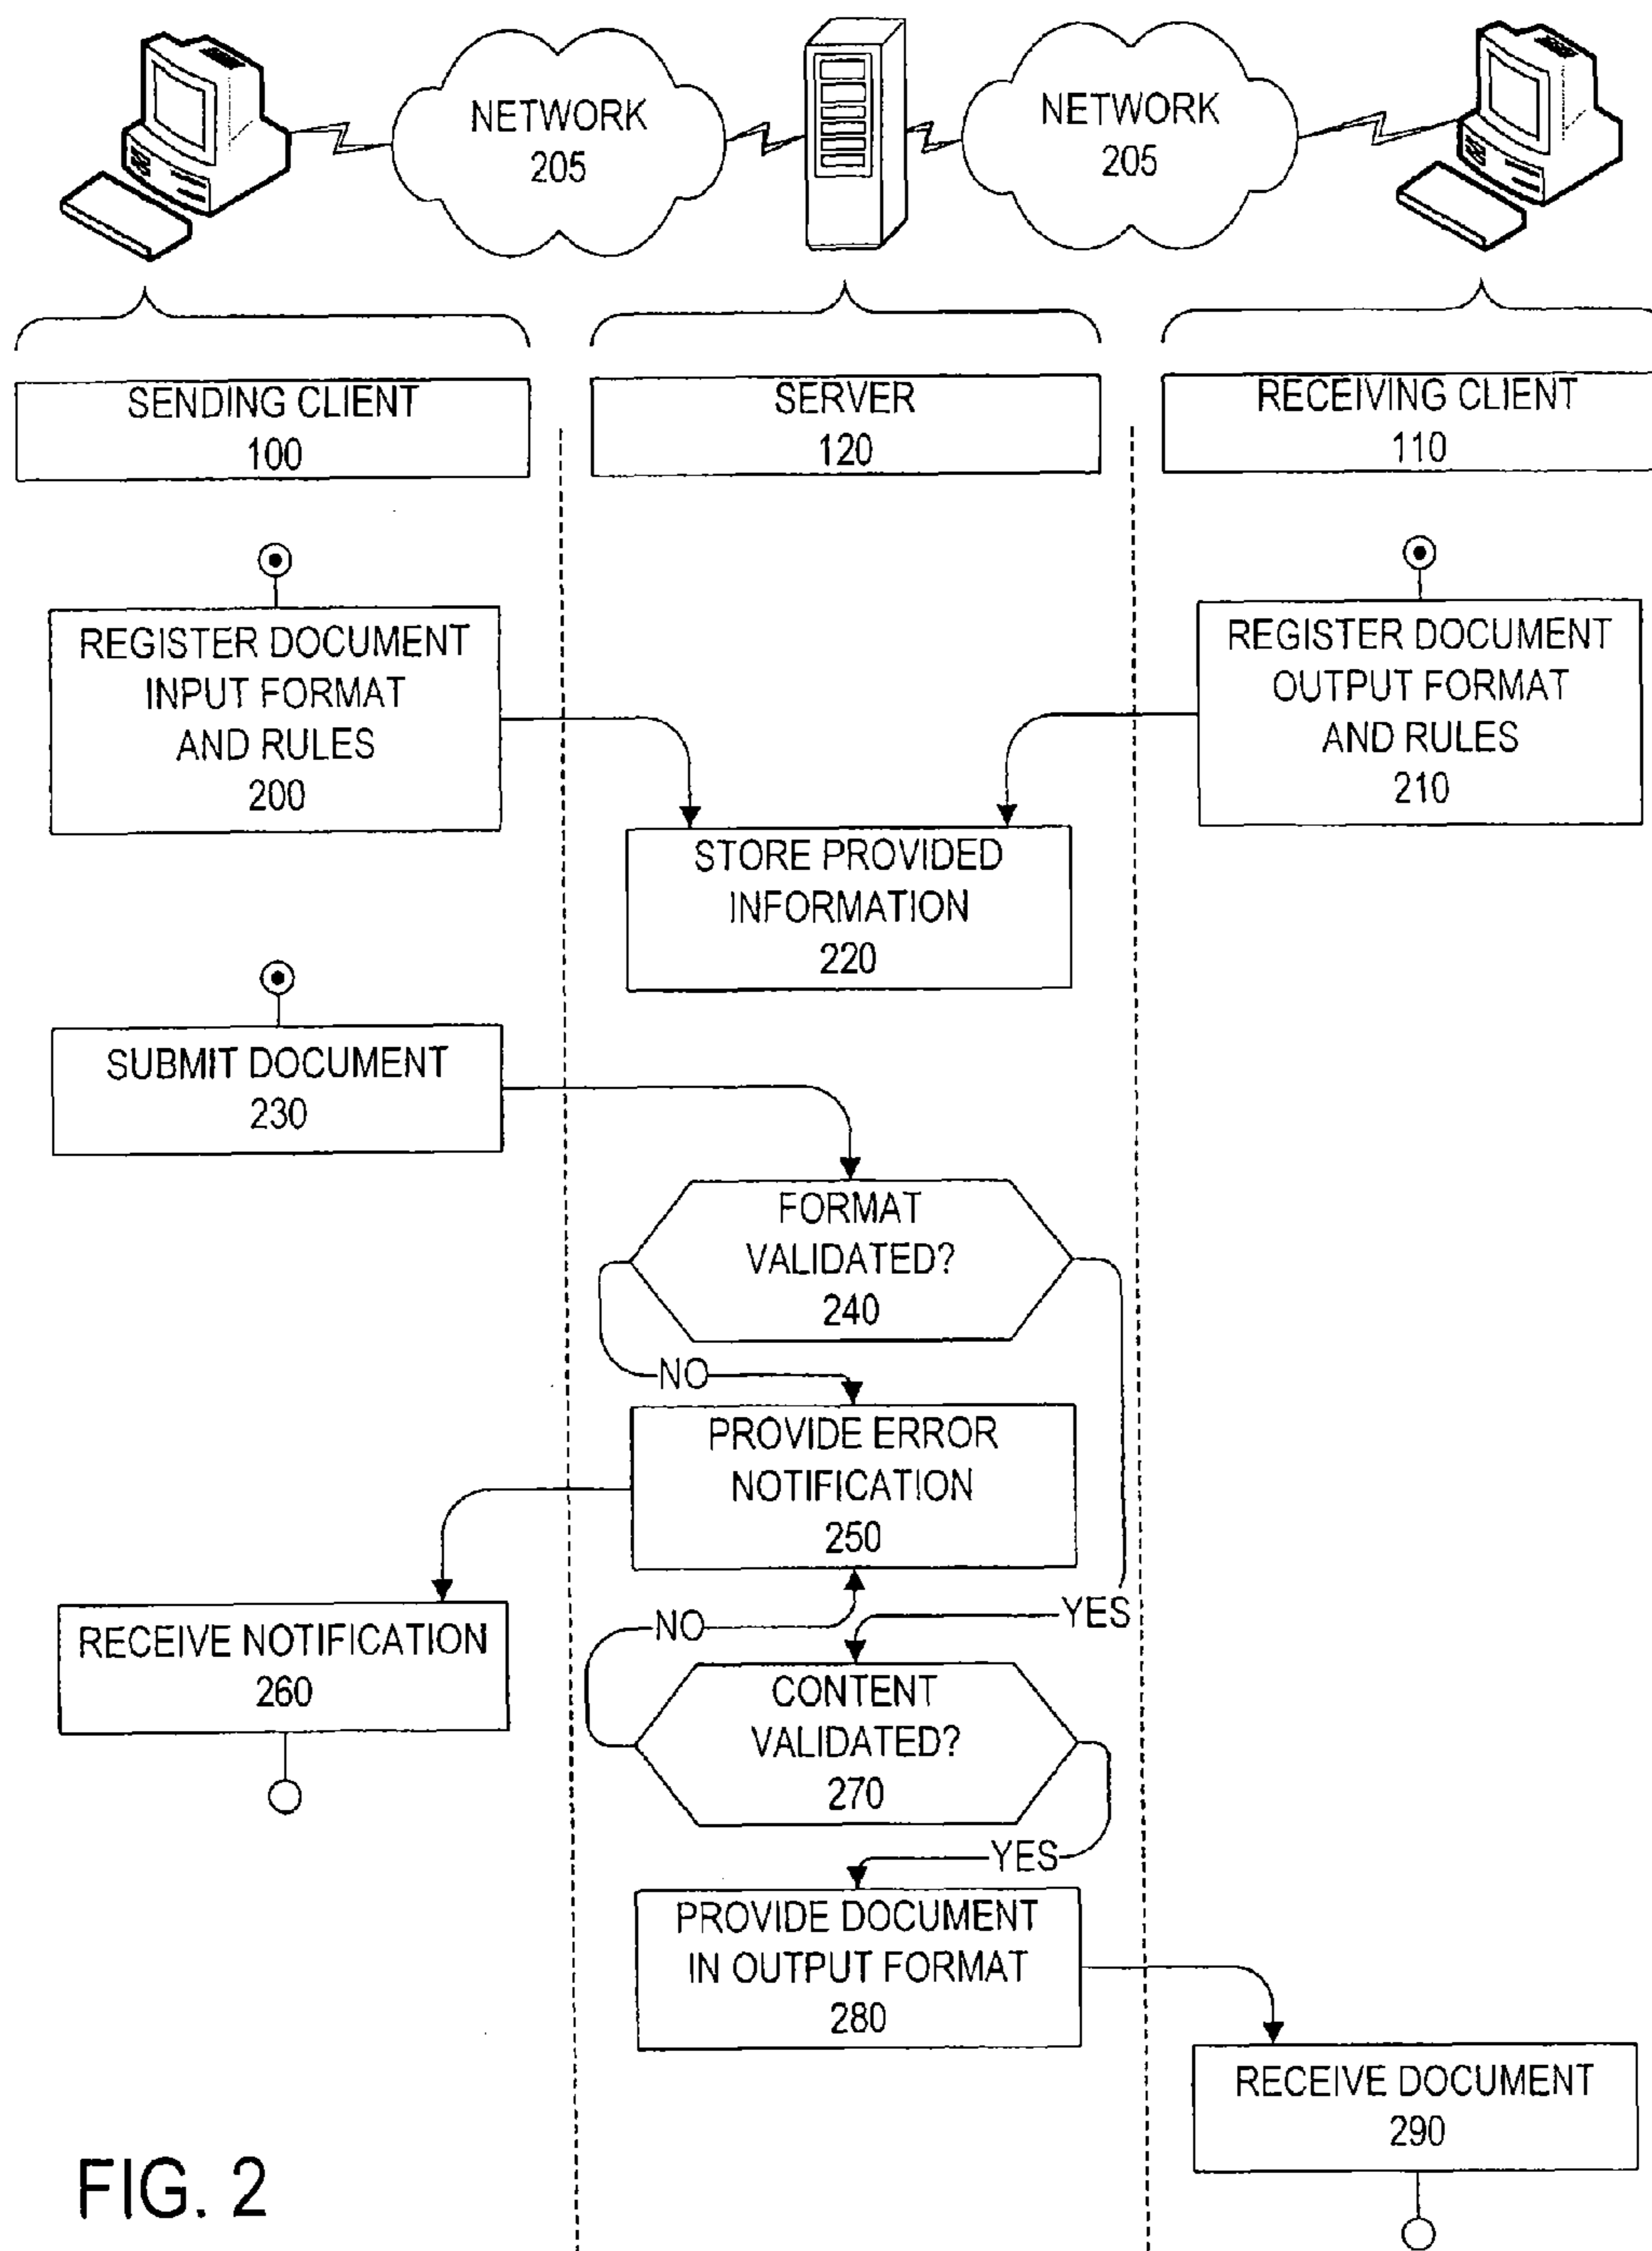 NETWORK
205
NETWORK
205
SENDING CLIENT
100
SERVER
120
RECEIVING CLIENT
110
REGISTER DOCUMENT
INPUT FORMAT
AND RULES
200
REGISTER DOCUMENT
OUTPUT FORMAT
AND RULES
210
STORE PROVIDED
INFORMATION
220
SUBMIT DOCUMENT
230
FORMAT
VALIDATED?
240
NO
PROVIDE ERROR
NOTIFICATION
250
YES
NO
RECEIVE NOTIFICATION
260
CONTENT
VALIDATED?
270
YES
PROVIDE DOCUMENT
IN OUTPUT FORMAT
280
RECEIVE DOCUMENT
290
FIG. 2